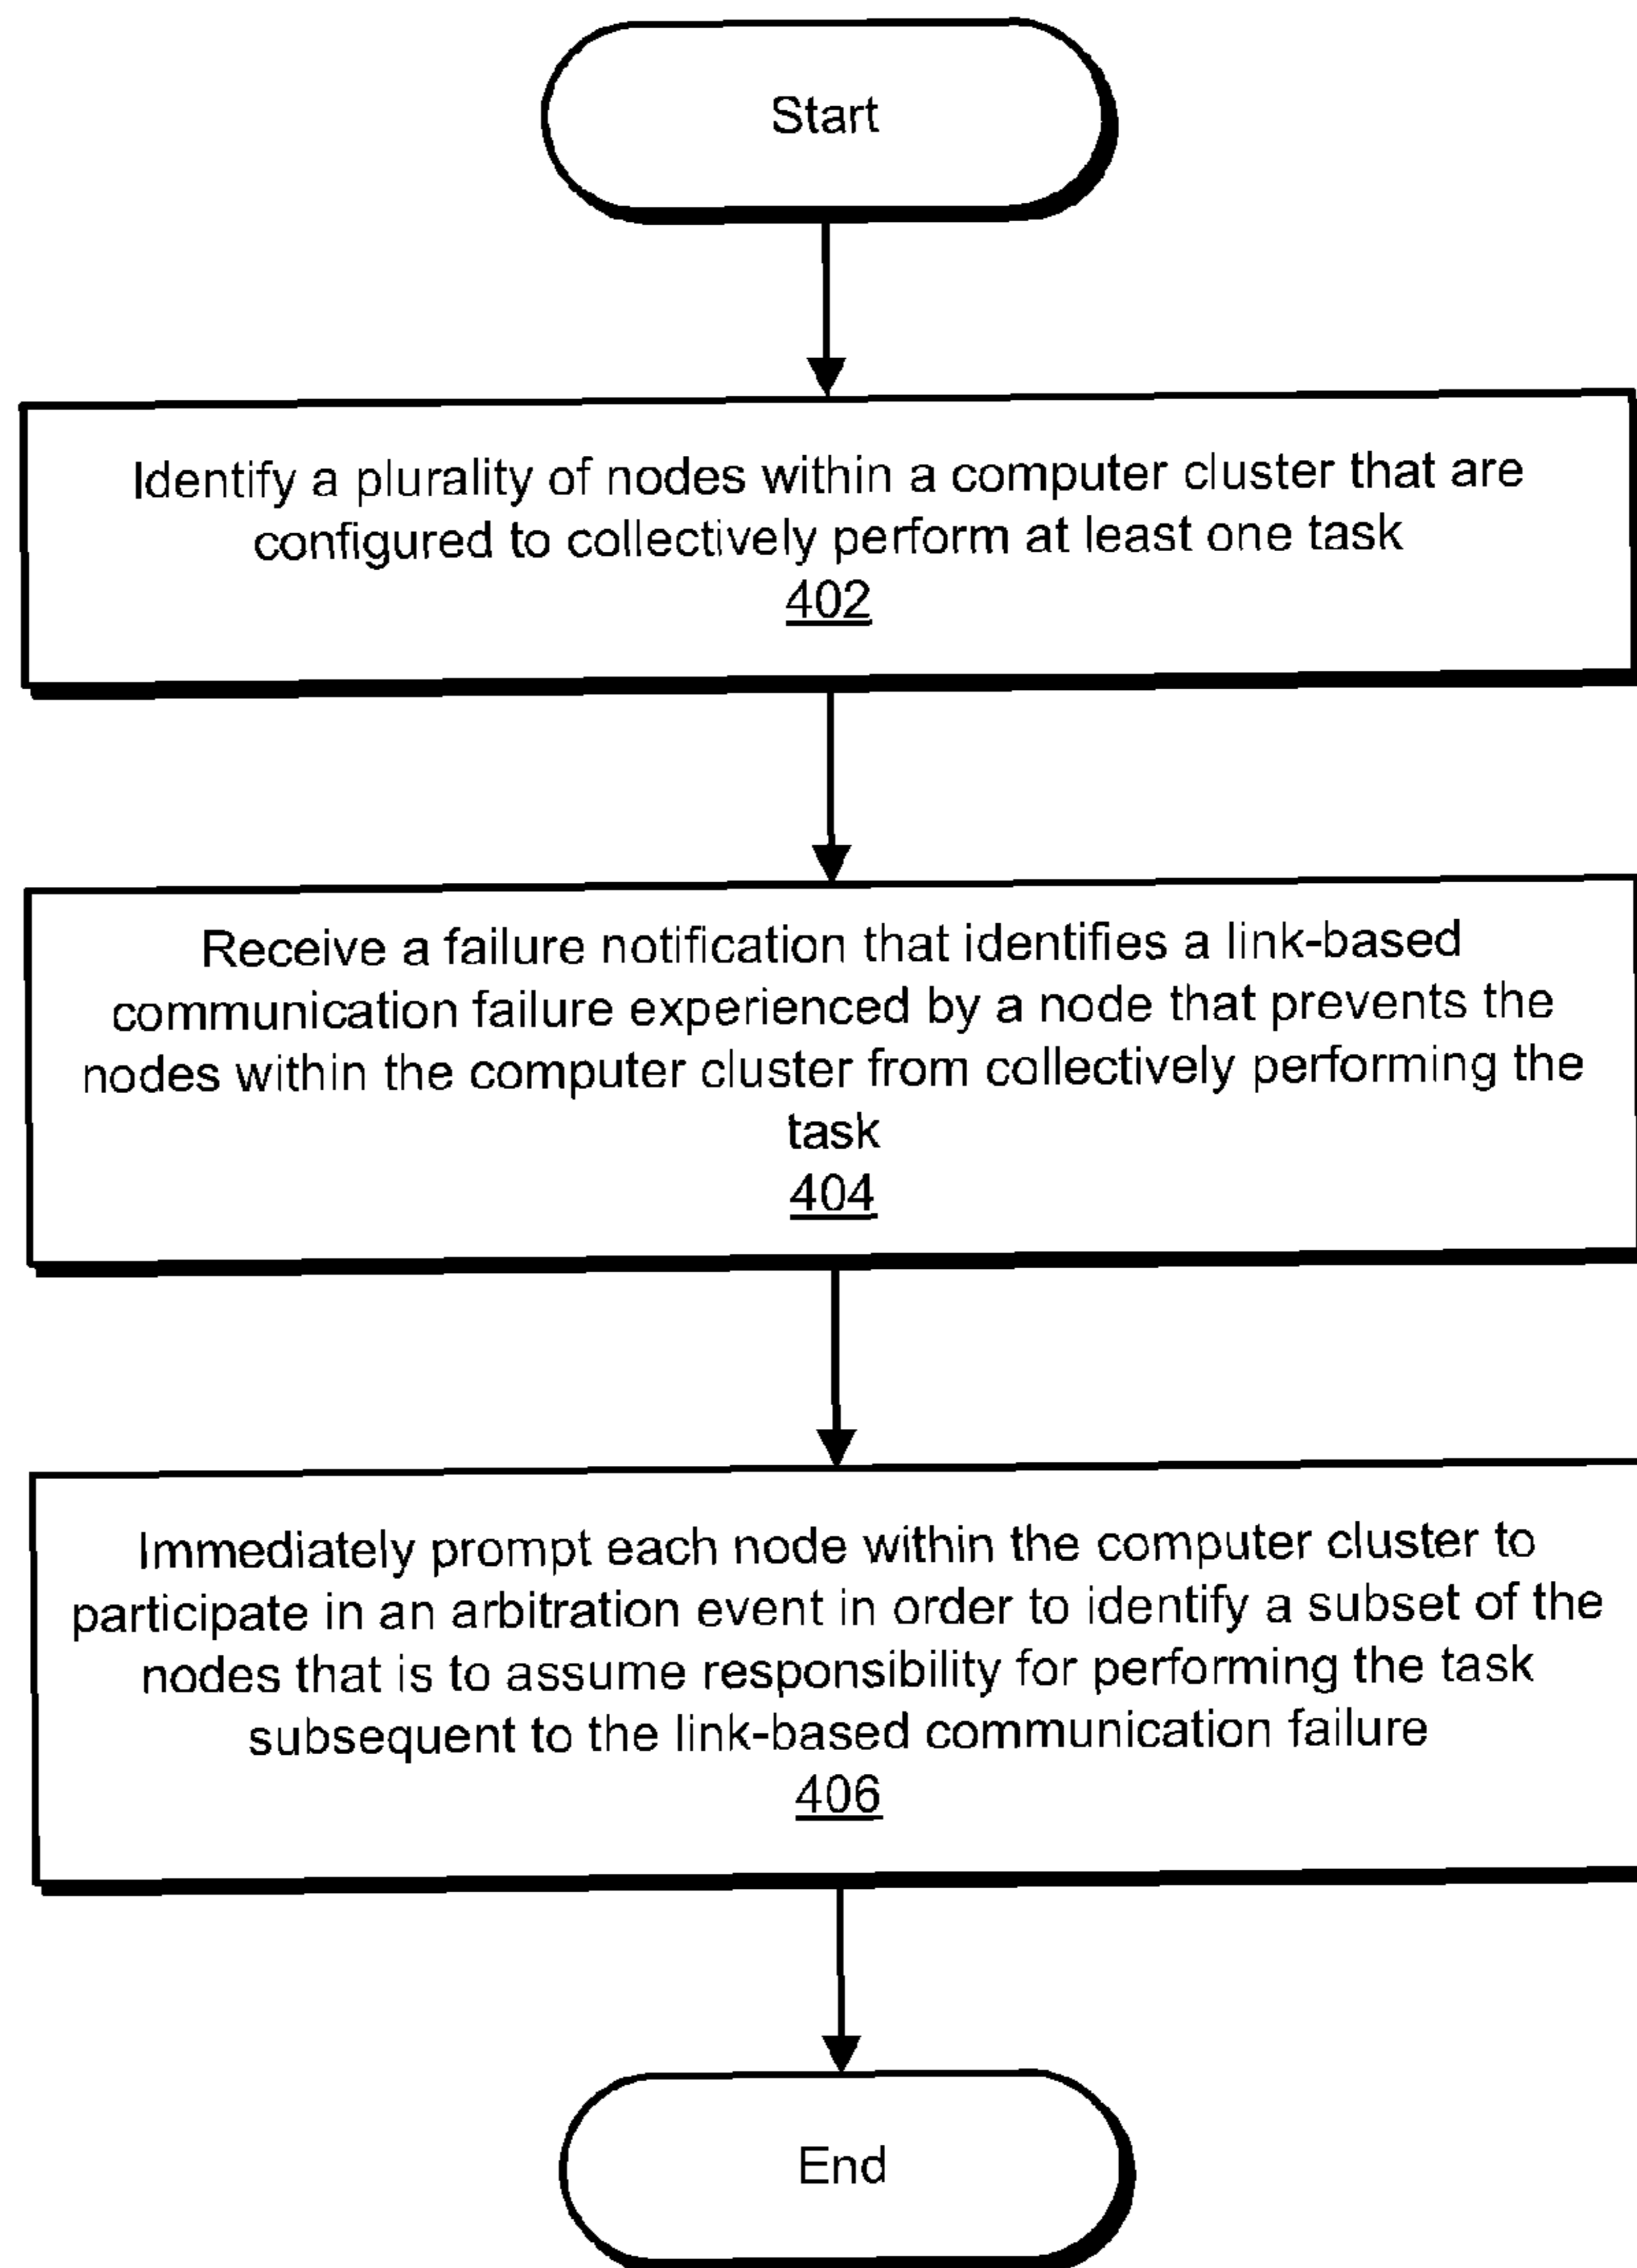 Start
Identify a plurality of nodes within a computer cluster that are
configured to collectively perform at least one task
402
Receive a failure notification that identifies a link-based
communication failure experienced by a node that prevents the
nodes within the computer cluster from collectively performing the
task
404
Immediately prompt each node within the computer cluster to
participate in an arbitration event in order to identify a subset of the
nodes that is to assume responsibility for performing the task
subsequent to the link-based communication failure
406
End